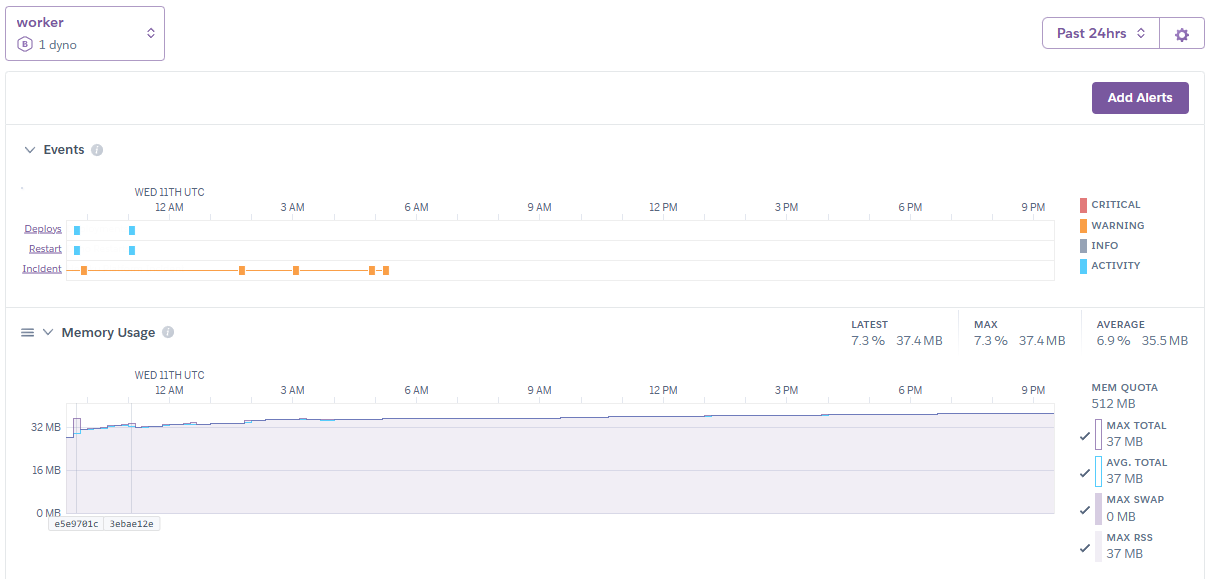 worker
B 1 dyno
Past 24hrs
Add Alerts
Events
WED 11TH UTC
12 AM 3 AM 6 AM 9 AM 12 PM 3 PM 6 PM 9 PM
Deploys
Restart
Incident
CRITICAL
WARNING
INFO
ACTIVITY
Memory Usage
LATEST
7.3 % 37.4 MB
MAX
7.3 % 37.4 MB
AVERAGE
6.9 % 35.5 MB
WED 11TH UTC
12 AM 3 AM 6 AM 9 AM 12 PM 3 PM 6 PM 9 PM
32 MB
16 MB
0 MB
e5e9701c 3ebae12e
MEM QUOTA
512 MB
MAX TOTAL
37 MB
AVG. TOTAL
37 MB
MAX SWAP
0 MB
MAX RSS
37 MB